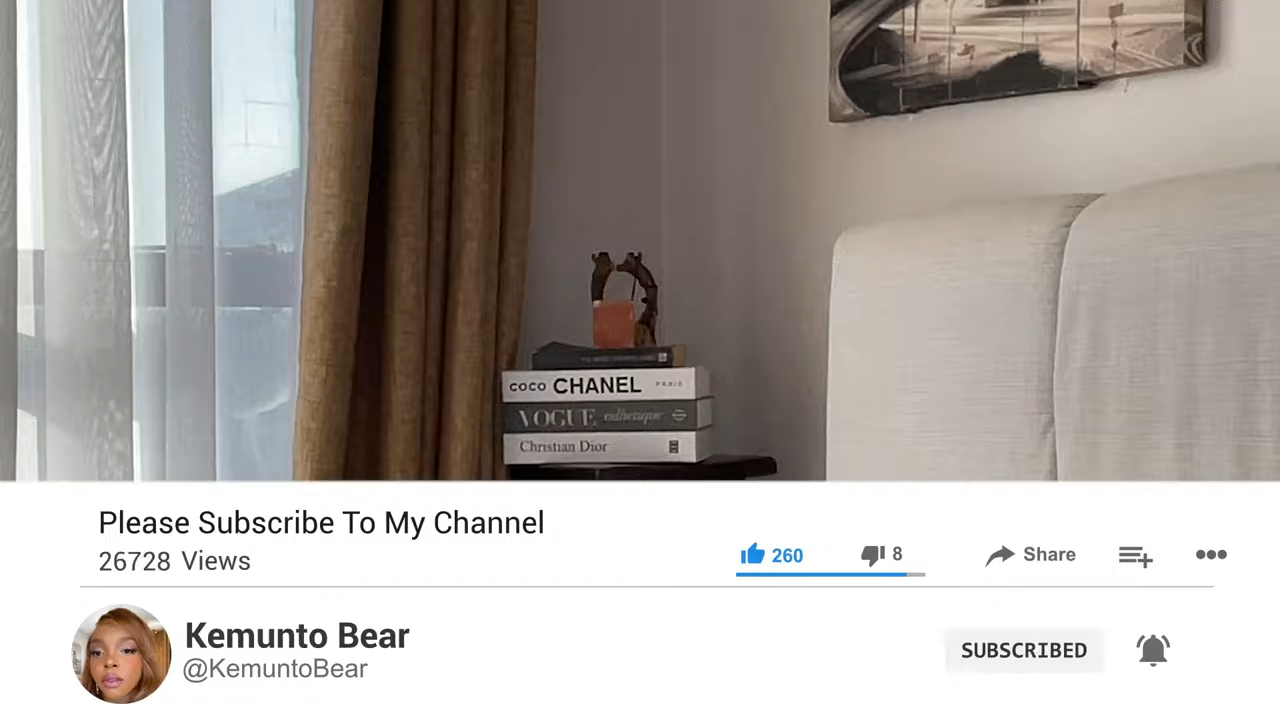 COCO CHANEL PARIS
VOGUE esthetique
Christian Dior
Please Subscribe To My Channel
26728 Views
260
8
Share
Kemunto Bear
@KemuntoBear
SUBSCRIBED